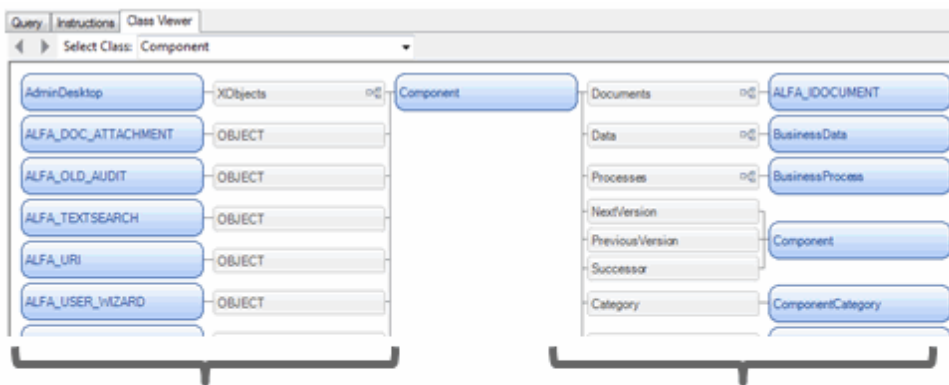 Query Instructions Class Viewer
Select Class: Component
AdminDesktop XObjects Component Documents ALFA_IDOCUMENT
ALFA_DOC_ATTACHMENT OBJECT Data BusinessData
ALFA_OLD_AUDIT OBJECT Processes BusinessProcess
ALFA_TEXTSEARCH OBJECT NextVersion
PreviousVersion Component
ALFA_URI OBJECT Successor
ALFA_USER_WIZARD OBJECT Category ComponentCategory